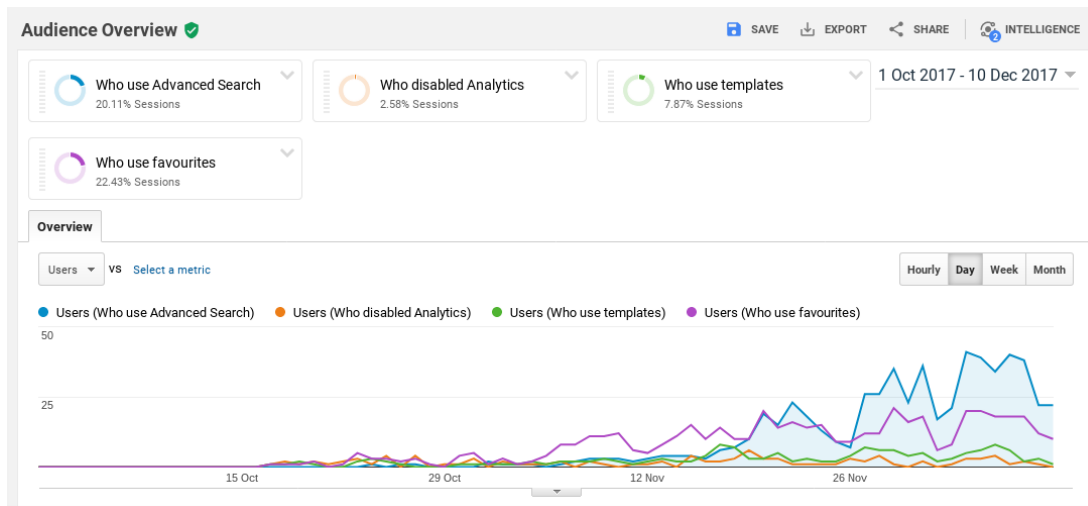 Audience Overview
SAVE
EXPORT
SHARE
2
INTELLIGENCE
Who use Advanced Search
20.11% Sessions
Who disabled Analytics
2.58% Sessions
Who use templates
7.87% Sessions
1 Oct 2017 - 10 Dec 2017
Who use favourites
22.43% Sessions
Overview
Users VS Select a metric
Hourly Day Week Month
Users (Who use Advanced Search) Users (Who disabled Analytics) Users (Who use templates) Users (Who use favourites)
50
25
15 Oct 29 Oct 12 Nov 26 Nov